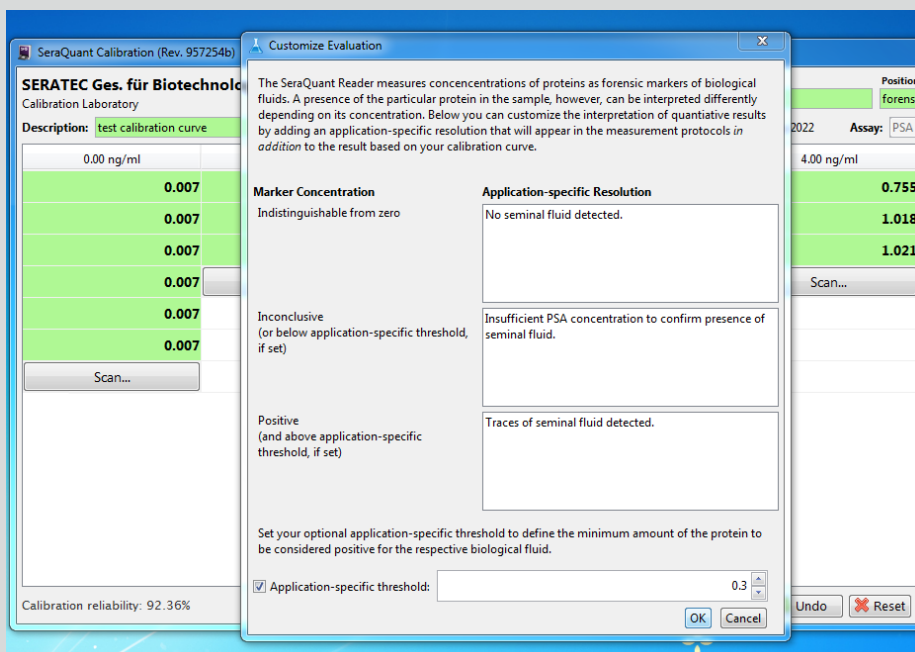 SeraQuant Calibration (Rev. 957254b)
SERATEC Ges. für
Calibration Laboratory
Description: test calibration curve
0.00 ng/ml
0.007
0.007
0.007
0.007
0.007
0.007
Scan...
Calibration reliability: 92.36%
Customize Evaluation
The SeraQuant Reader measures concencentrations of proteins as forensic markers of biological
fluids. A presence of the particular protein in the sample, however, can be interpreted differently
depending on its concentration. Below you can customize the interpretation of quantiative results
by adding an application-specific resolution that will appear in the measurement protocols in
addition to the result based on your calibration curve.
Marker Concentration
Application-specific Resolution
Indistinguishable from zero
No seminal fluid detected.
Inconclusive
(or below application-specific threshold,
if set)
Insufficient PSA concentration to confirm presence of
seminal fluid.
Positive
(and above application-specific
threshold, if set)
Traces of seminal fluid detected.
Set your optional application-specific threshold to define the minimum amount of the protein to
be considered positive for the respective biological fluid.
Application-specific threshold: 0.3
OK Cancel
2022 Assay: PSA
4.00 ng/ml
0.755
1.018
1.021
Scan...
Undo Reset